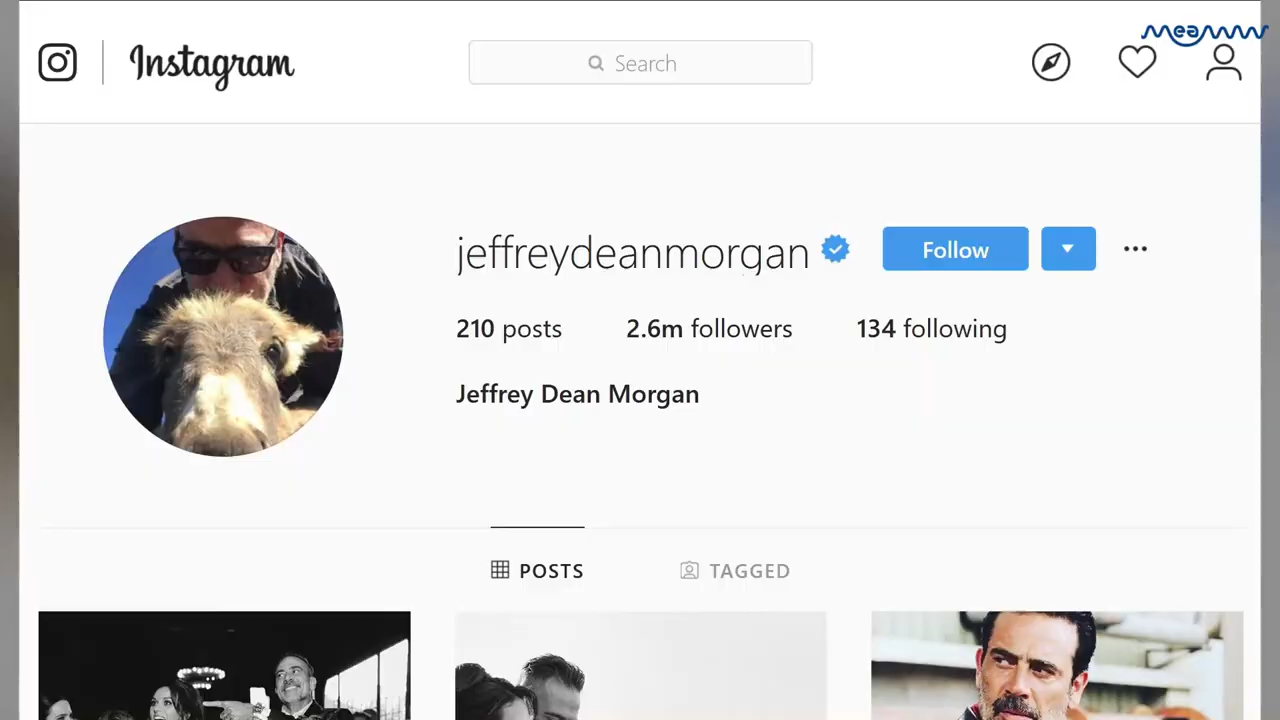 meaww
Instagram
Search
jeffreydeanmorgan
Follow
210 posts 2.6m followers 134 following
Jeffrey Dean Morgan
POSTS TAGGED